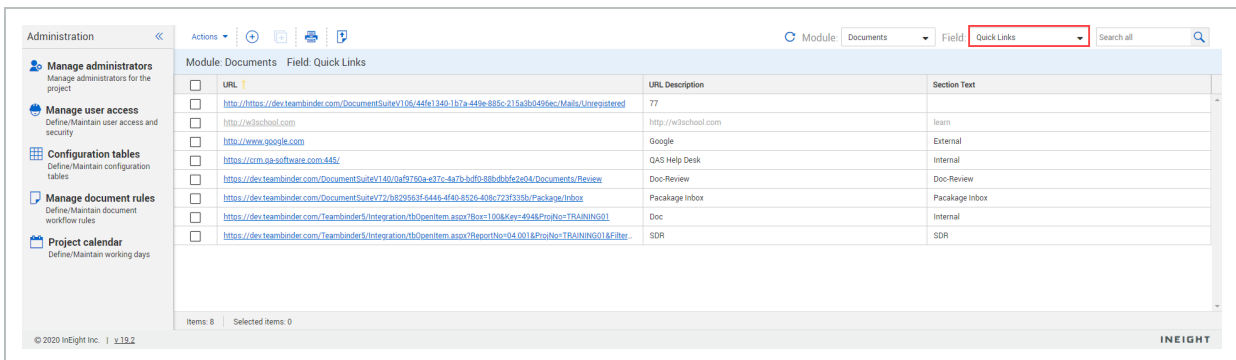 Administration «
Actions
Module: Documents Field: Quick Links Search all
Manage administrators
Manage administrators for the
project
Manage user access
Define/Maintain user access and
security
Configuration tables
Define/Maintain configuration
tables
Manage document rules
Define/Maintain document
workflow rules
Project calendar
Define/Maintain working days
Module: Documents Field: Quick Links
URL URL Description Section Text
http://https://dev.teambinder.com/DocumentSuiteV106/44fe1340-1b7a-449e-885c-215a3b0496ec/Mails/Unregistered 77
http://w3school.com http://w3school.com learn
http://www.google.com Google External
https://crm.qa-software.com:445/ QAS Help Desk Internal
https://dev.teambinder.com/DocumentSuiteV140/0af9760a-e37c-4a7b-bdf0-88bdbbfe2e04/Documents/Review Doc-Review Doc-Review
https://dev.teambinder.com/DocumentSuiteV72/b829563f-6446-4f40-8526-408c723f335b/Package/Inbox Pacakage Inbox Pacakage Inbox
https://dev.teambinder.com/Teambinder5/Integration/tbOpenItem.aspx?Box=100&Key=494&ProjNo=TRAINING01 Doc Internal
https://dev.teambinder.com/Teambinder5/Integration/tbOpenItem.aspx?ReportNo=04.001&ProjNo=TRAINING01&Filter.. SDR SDR
Items: 8 Selected items: 0
© 2020 InEight Inc. | v 19.2 INEIGHT